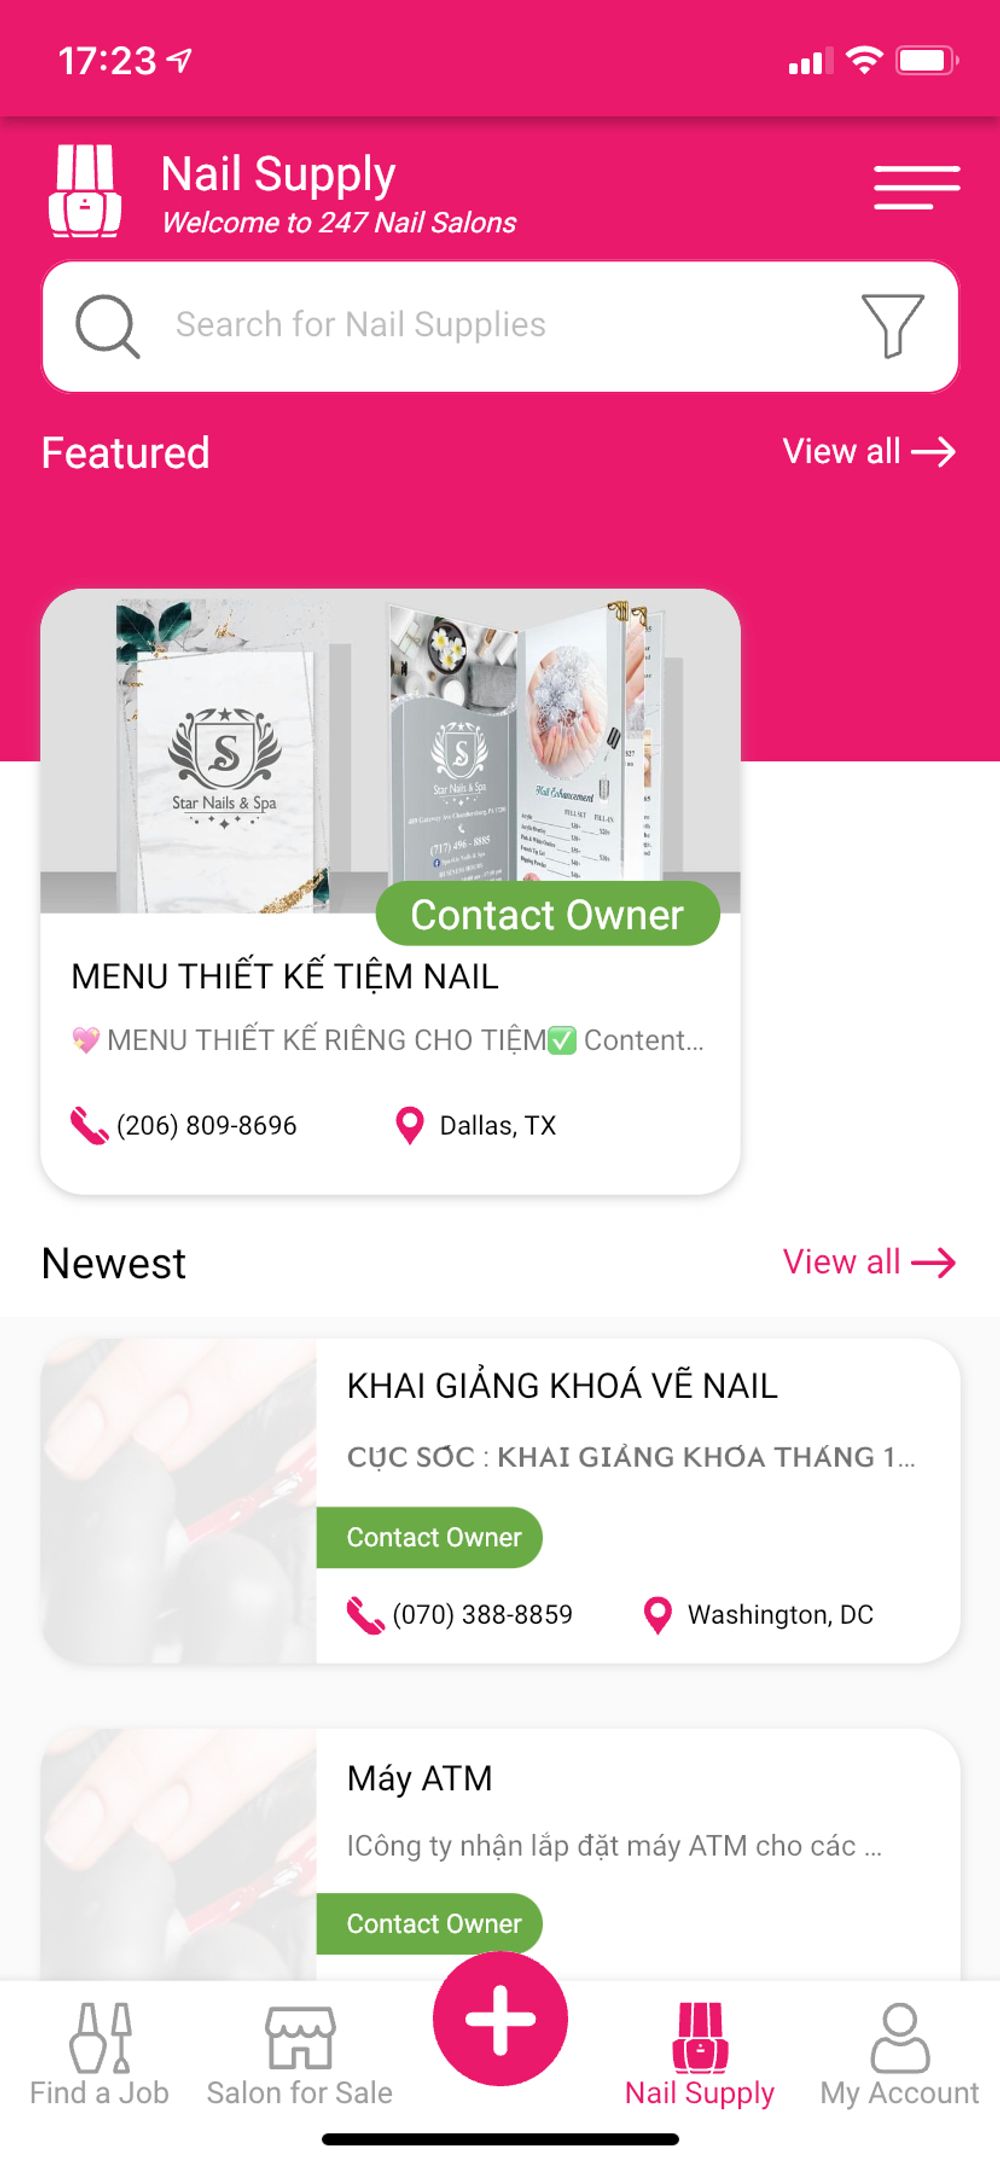 17:23
Nail Supply
Welcome to 247 Nail Salons
Search for Nail Supplies
Featured
View all
Star Nails & Spa
Star Nails & Spa
(717) 496 - 8885
Nail Enhancement
Contact Owner
MENU THIẾT KẾ TIỆM NAIL
💖 MENU THIẾT KẾ RIÊNG CHO TIỆM✅ Content...
(206) 809-8696
Dallas, TX
Newest
View all
KHAI GIẢNG KHOÁ VẼ NAIL
CỰC SỐC : KHAI GIẢNG KHÓA THÁNG 1...
Contact Owner
(070) 388-8859
Washington, DC
Máy ATM
ICông ty nhận lắp đặt máy ATM cho các ...
Contact Owner
Find a Job
Salon for Sale
Nail Supply
My Account